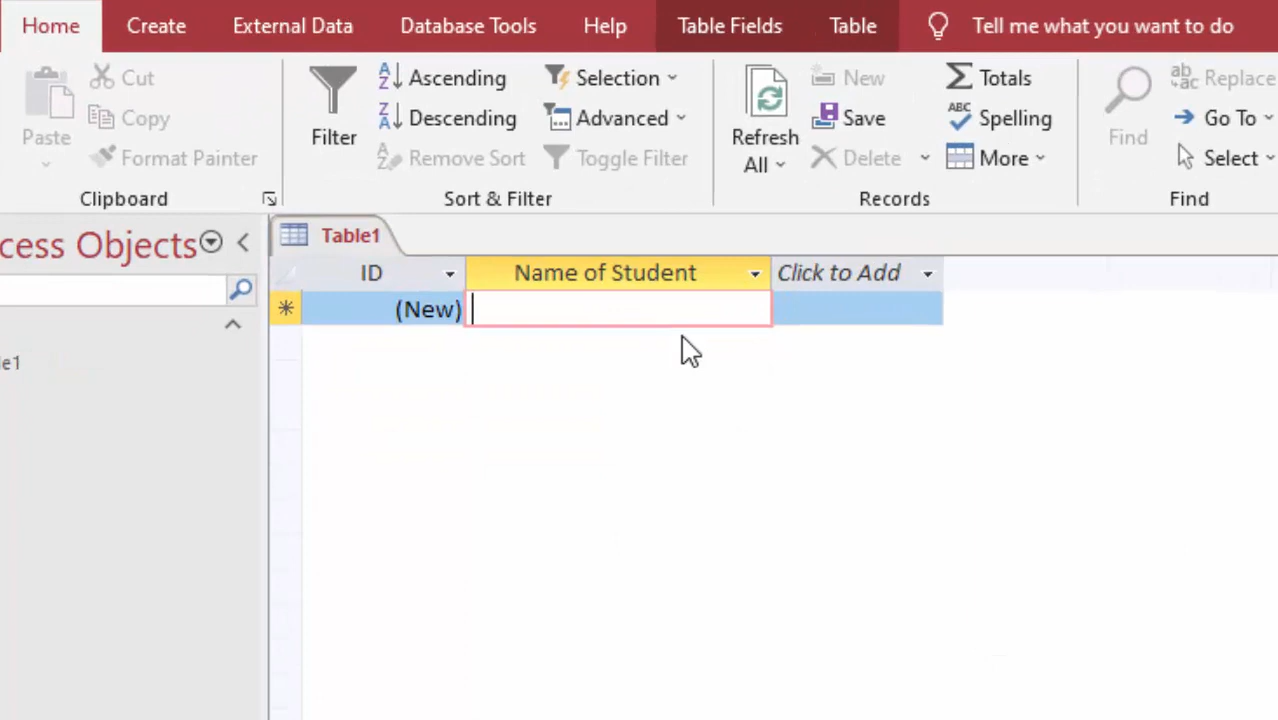 Home Create External Data Database Tools Help Table Fields Table Tell me what you want to do
Cut Ascending Selection New Totals Replace
Copy Descending Advanced Save Spelling Go To
Paste Filter Refresh All Find
Format Painter Remove Sort Toggle Filter Delete More Select
Clipboard Sort & Filter Records Find
cess Objects Table1
ID Name of Student Click to Add
(New)
le1